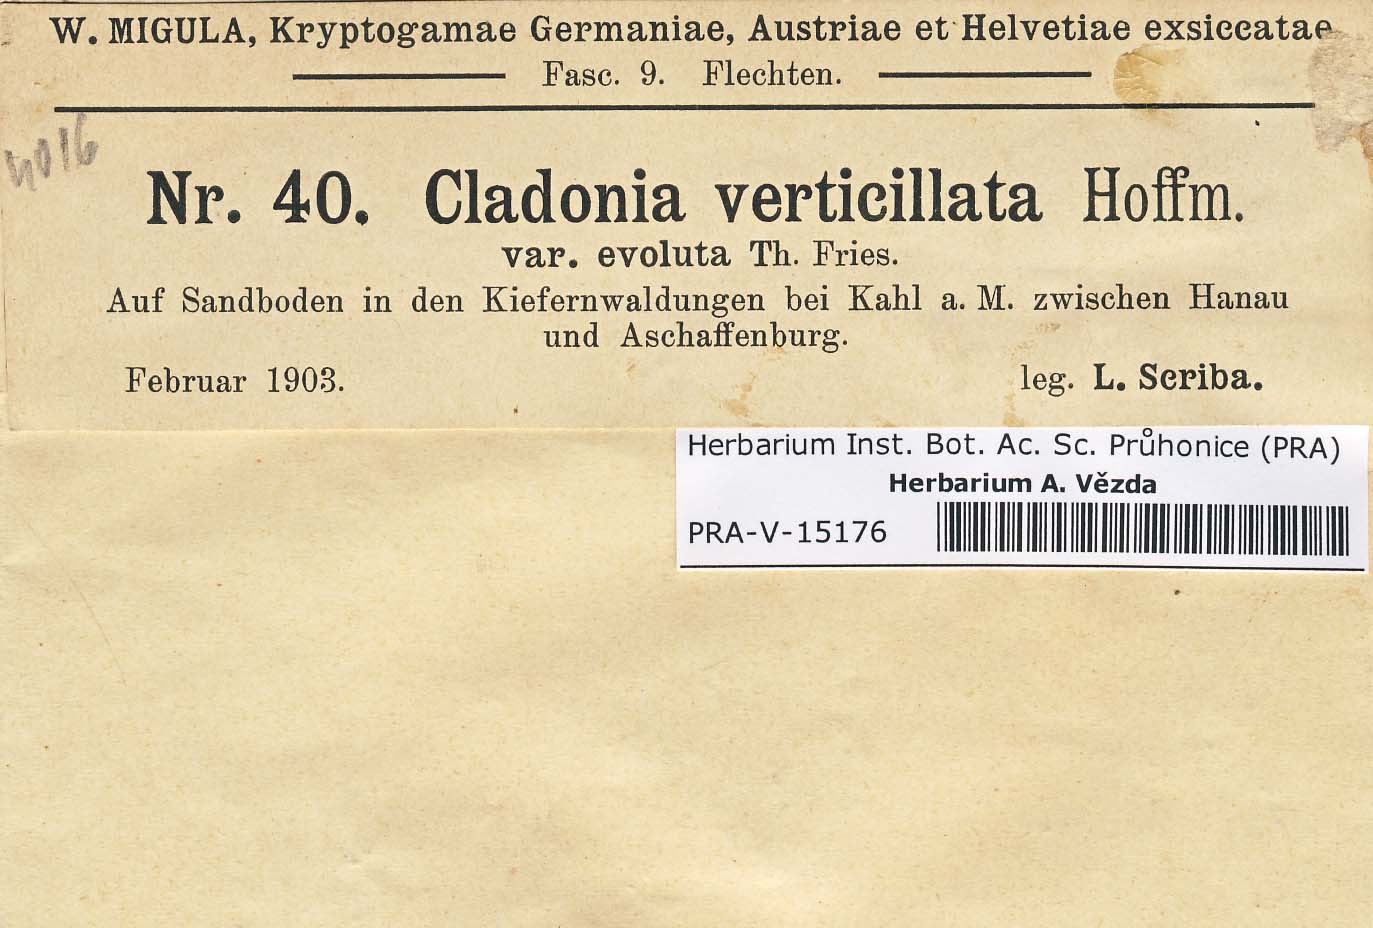 W. MIGULA, Kryptogamae Germaniae, Austriae et Helvetiae exsiccatae
Fasc. 9. Flechten.
4016
Nr. 40. Cladonia verticillata Hoffm.
var. evoluta Th. Fries.
Auf Sandboden in den Kiefernwaldungen bei Kahl a. M. zwischen Hanau
und Aschaffenburg.
Februar 1903.
leg. L. Scriba.
Herbarium Inst. Bot. Ac. Sc. Průhonice (PRA)
Herbarium A. Vězda
PRA-V-15176